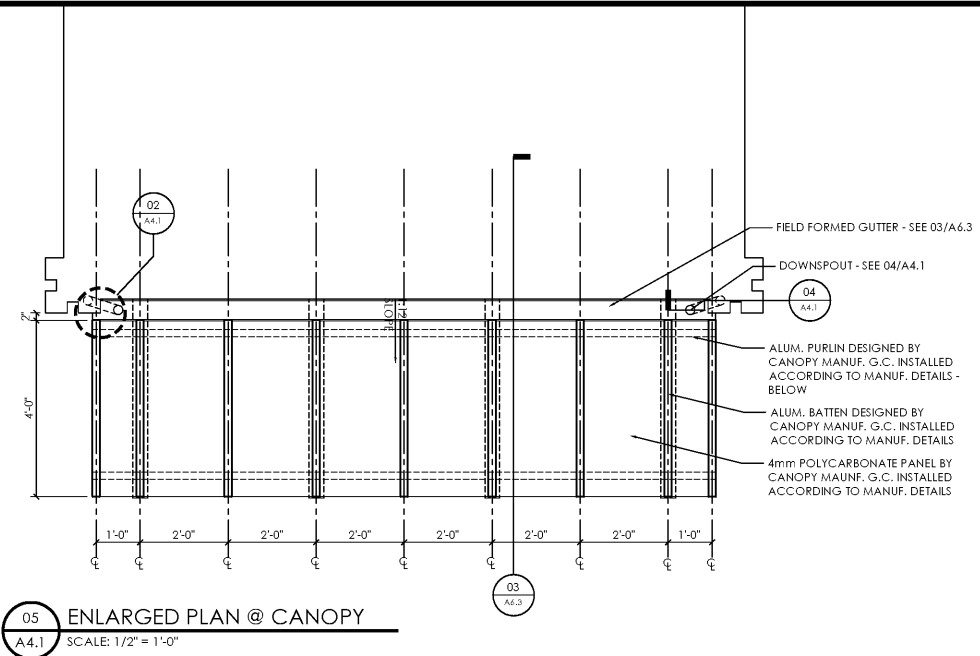 02
A4.1
FIELD FORMED GUTTER - SEE 03/A6.3
DOWNSPOUT - SEE 04/A4.1
04
A4.1
2"
1:12
SLOPE
4'-0"
ALUM. PURLIN DESIGNED BY
CANOPY MANUF. G.C. INSTALLED
ACCORDING TO MANUF. DETAILS -
BELOW
ALUM. BATTEN DESIGNED BY
CANOPY MANUF. G.C. INSTALLED
ACCORDING TO MANUF. DETAILS
4mm POLYCARBONATE PANEL BY
CANOPY MAUNF. G.C. INSTALLED
ACCORDING TO MANUF. DETAILS
1'-0" 2'-0" 2'-0" 2'-0" 2'-0" 2'-0" 2'-0" 1'-0"
℄ ℄ ℄ ℄ ℄ ℄ ℄ ℄ ℄
03
A6.3
05
A4.1
ENLARGED PLAN @ CANOPY
SCALE: 1/2" = 1'-0"